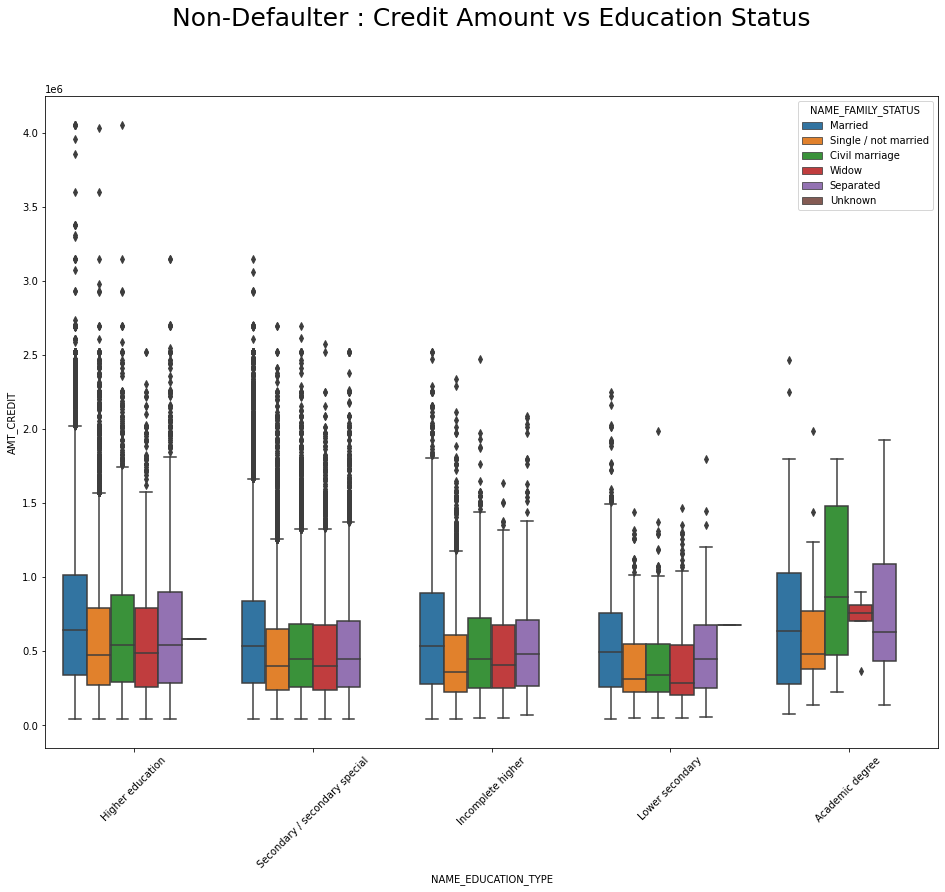 Non-Defaulter : Credit Amount vs Education Status
1e6
NAME_FAMILY_STATUS
Married
Single / not married
Civil marriage
Widow
Separated
Unknown
4.0
3.5
3.0
2.5
2.0
1.5
1.0
0.5
0.0
AMT_CREDIT
Higher education
Secondary / secondary special
Incomplete higher
Lower secondary
Academic degree
NAME_EDUCATION_TYPE